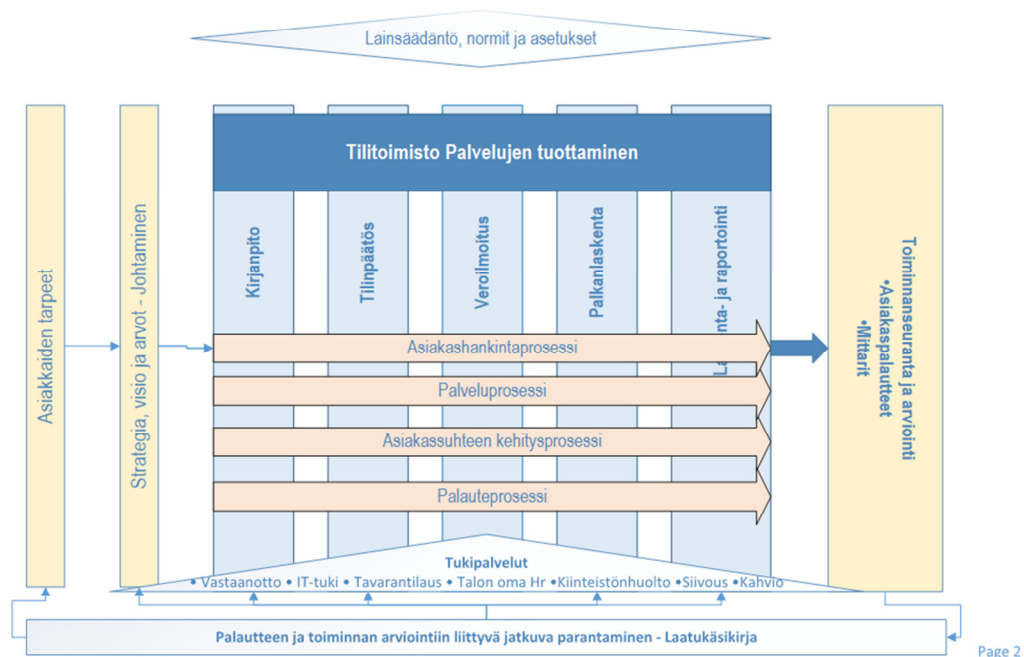 Lainsäädäntö, normit ja asetukset
Asiakkaiden tarpeet
Strategia, visio ja arvot - Johtaminen
Tilitoimisto Palvelujen tuottaminen
Kirjanpito
Tilinpäätös
Veroilmoitus
Palkanlaskenta
nta- ja raportointi
Asiakashankintaprosessi
Palveluprosessi
Asiakassuhteen kehitysprosessi
Palauteprosessi
Toiminnanseuranta ja arviointi
•Asiakaspalautteet
•Mittarit
Tukipalvelut
• Vastaanotto • IT-tuki • Tavarantilaus • Talon oma Hr •Kiinteistönhuolto •Siivous •Kahvio
Palautteen ja toiminnan arviointiin liittyvä jatkuva parantaminen - Laatukäsikirja
Page 2